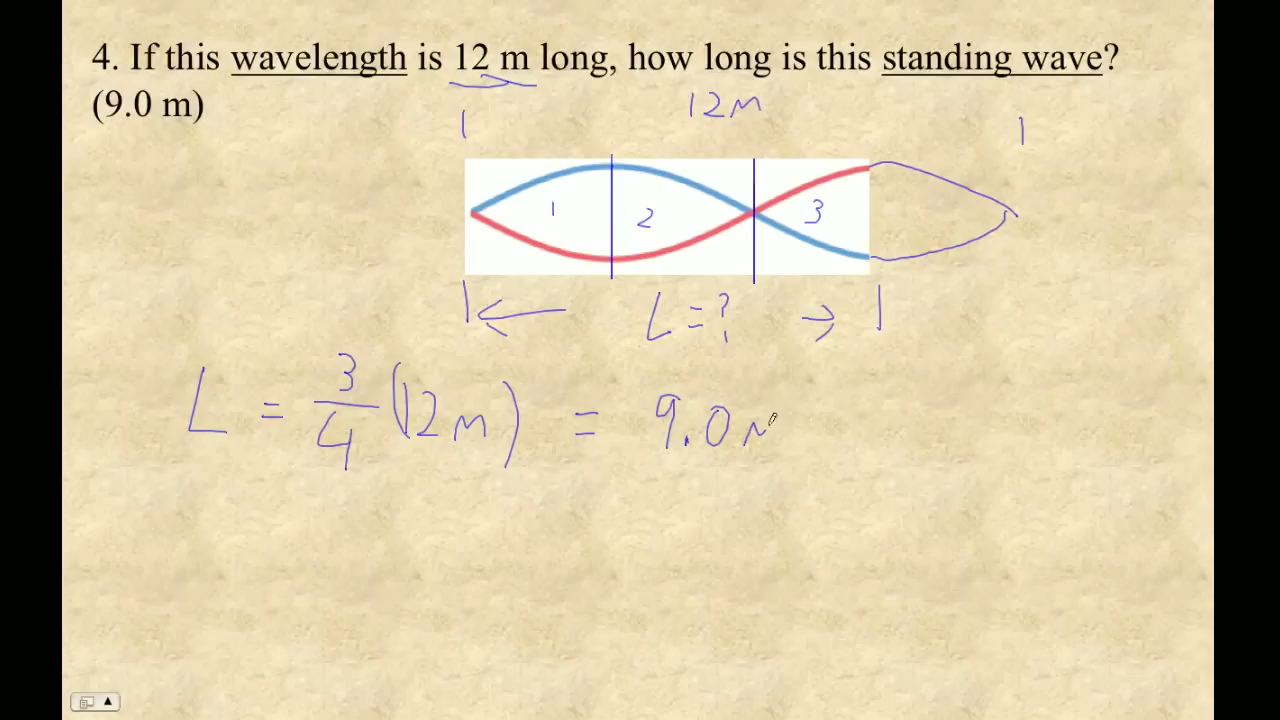 4. If this wavelength is 12 m long, how long is this standing wave?
(9.0 m)
12 m
1 2 3
L = ?
L = 3/4 (12 m) = 9.0 m